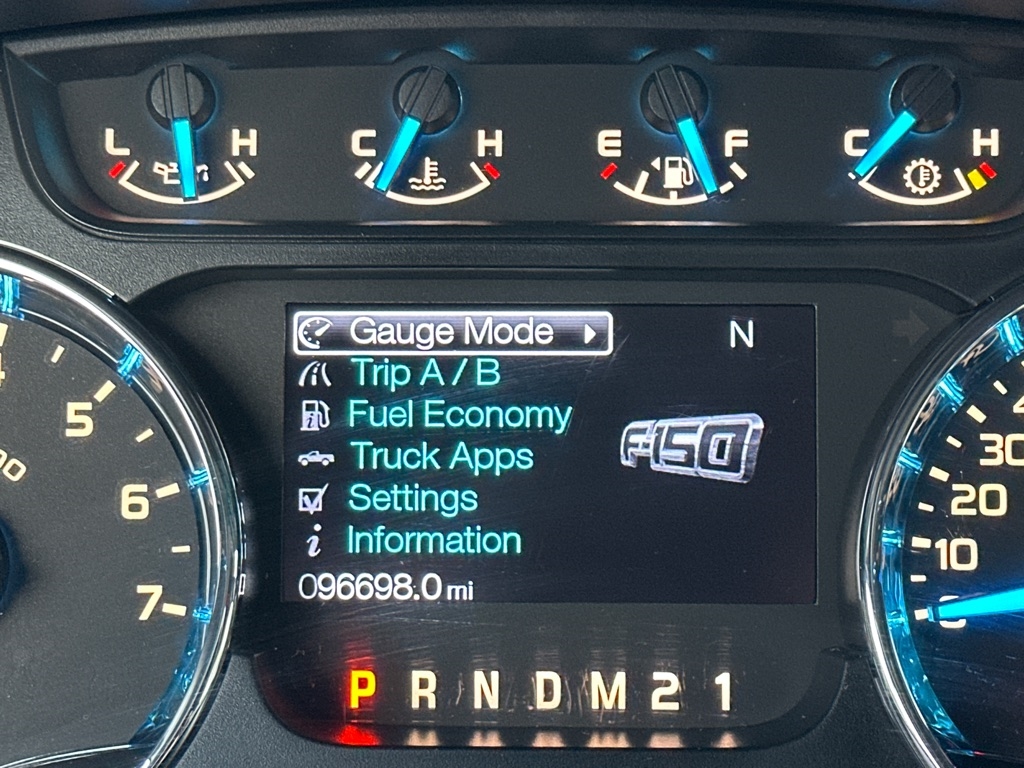 L H
C H
E F
C H
Gauge Mode
N
Trip A / B
Fuel Economy
F-150
Truck Apps
Settings
Information
096698.0 mi
5
6
7
30
20
10
0
P R N D M 2 1